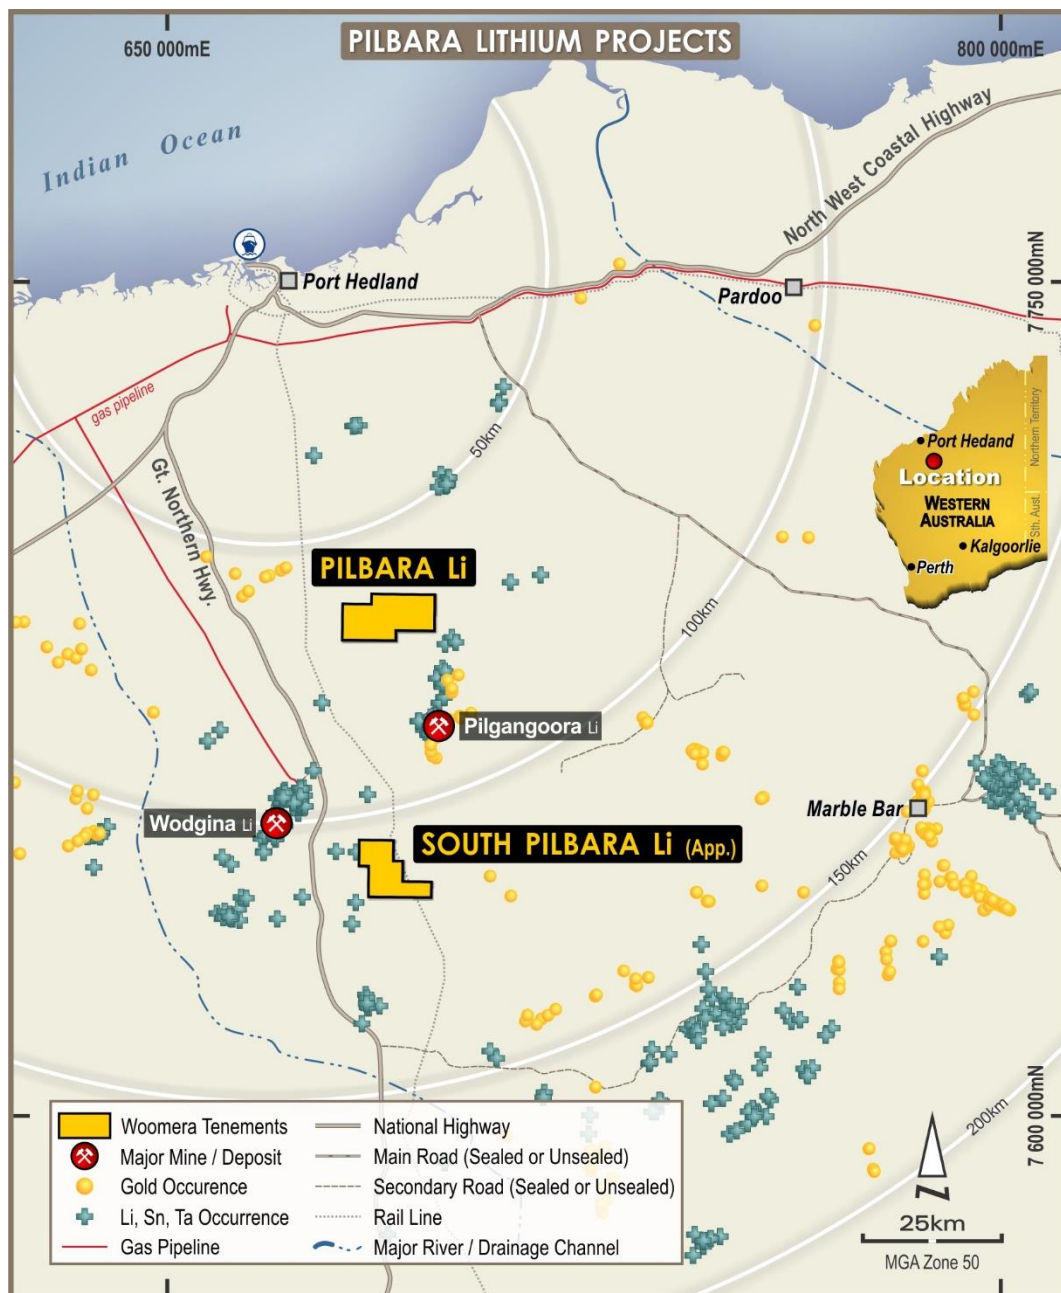 650 000mE
PILBARA LITHIUM PROJECTS
800 000mE
Indian Ocean
North West Coastal Highway
Port Hedland
Pardoo
7 750 000mN
gas pipeline
Gt. Northern Hwy.
50km
Port Hedand
Location
WESTERN
AUSTRALIA
Kalgoorlie
Perth
Northern Territory
Sth. Aust.
PILBARA Li
100km
Pilgangoora Li
Wodgina Li
Marble Bar
SOUTH PILBARA Li (App.)
150km
200km
7 600 000mN
Woomera Tenements
Major Mine / Deposit
Gold Occurence
Li, Sn, Ta Occurrence
Gas Pipeline
National Highway
Main Road (Sealed or Unsealed)
Secondary Road (Sealed or Unsealed)
Rail Line
Major River / Drainage Channel
N
25km
MGA Zone 50